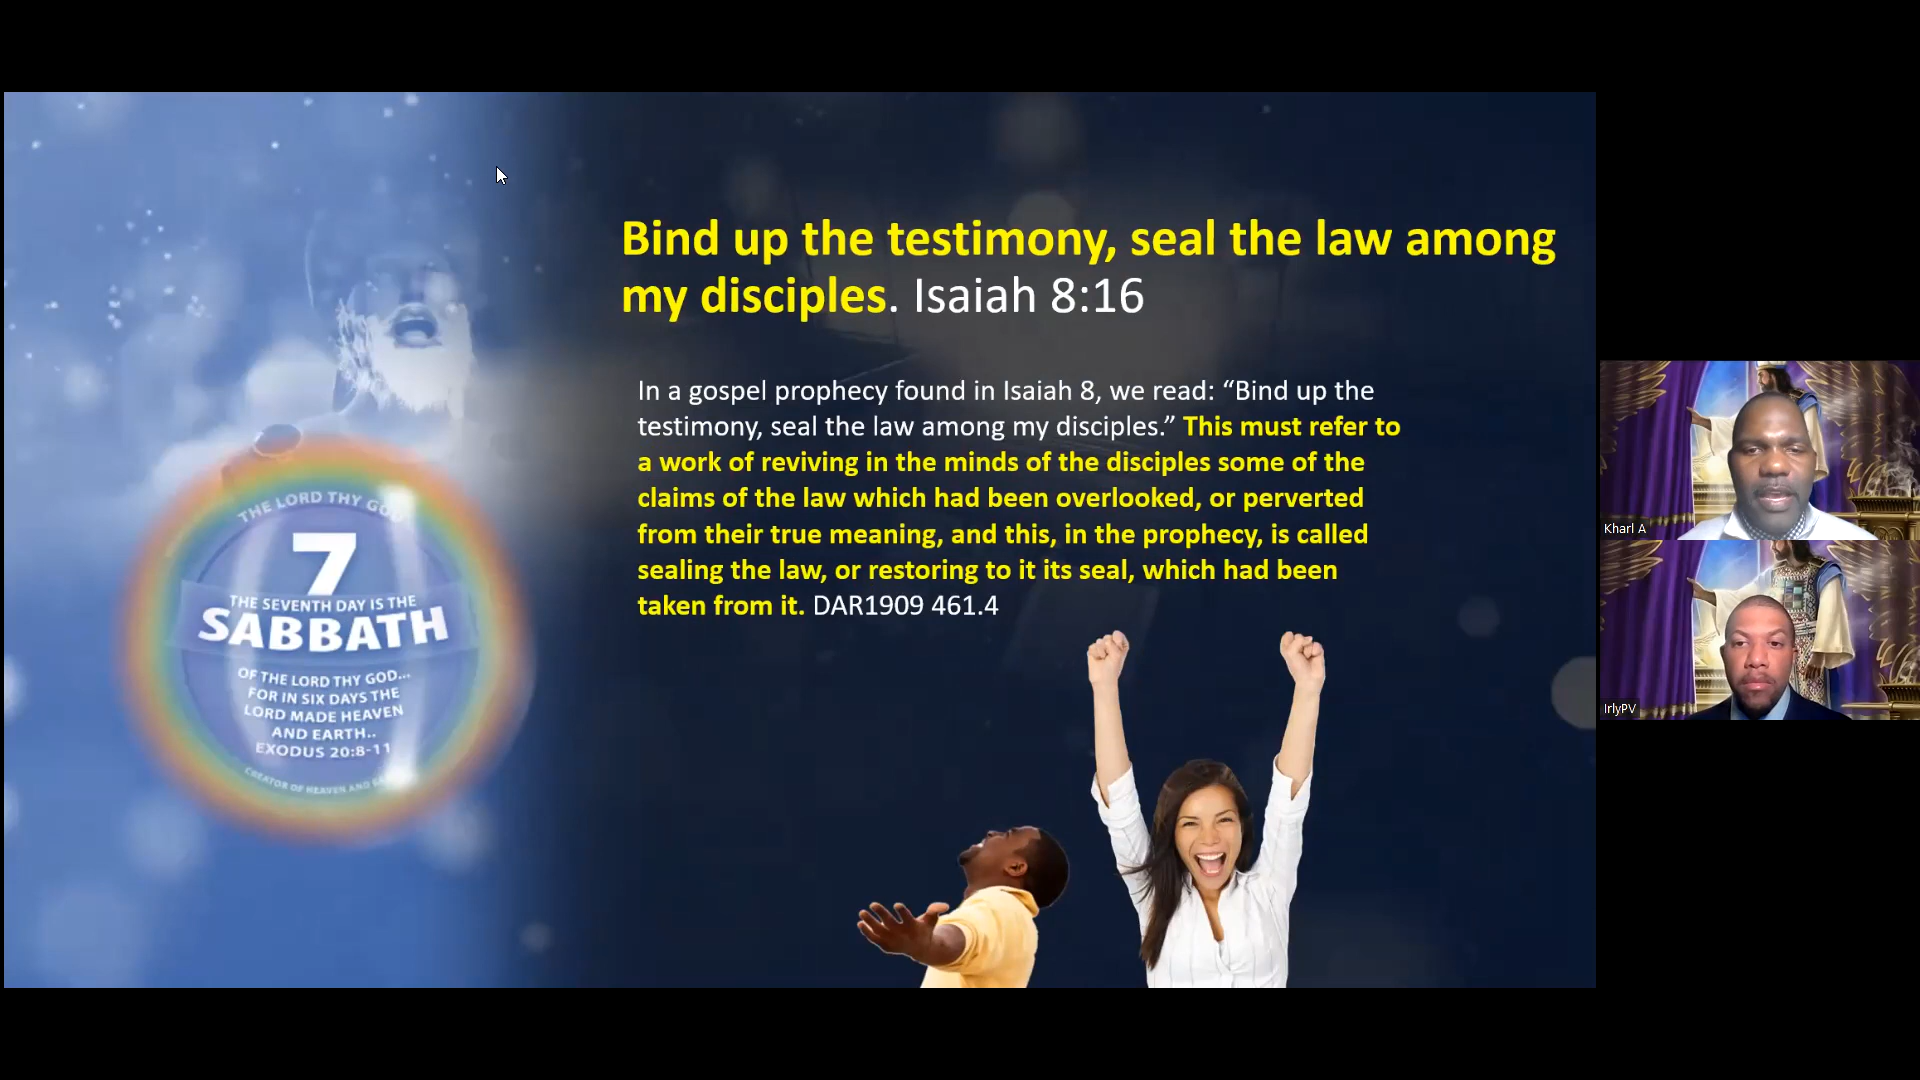 Bind up the testimony, seal the law among
my disciples. Isaiah 8:16
In a gospel prophecy found in Isaiah 8, we read: “Bind up the
testimony, seal the law among my disciples.” This must refer to
a work of reviving in the minds of the disciples some of the
claims of the law which had been overlooked, or perverted
from their true meaning, and this, in the prophecy, is called
sealing the law, or restoring to it its seal, which had been
taken from it. DAR1909 461.4
THE LORD THY GOD
7
THE SEVENTH DAY IS THE
SABBATH
OF THE LORD THY GOD...
FOR IN SIX DAYS THE
LORD MADE HEAVEN
AND EARTH..
EXODUS 20:8-11
CREATOR OF HEAVEN AND
Kharl A
IrlyPV